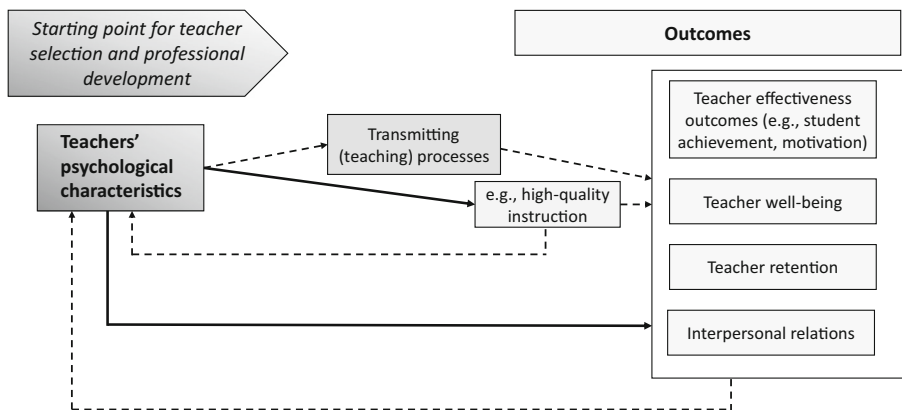 Starting point for teacher
selection and professional
development
Outcomes
Teachers'
psychological
characteristics
Transmitting
(teaching) processes
e.g., high-quality
instruction
Teacher effectiveness
outcomes (e.g., student
achievement, motivation)
Teacher well-being
Teacher retention
Interpersonal relations